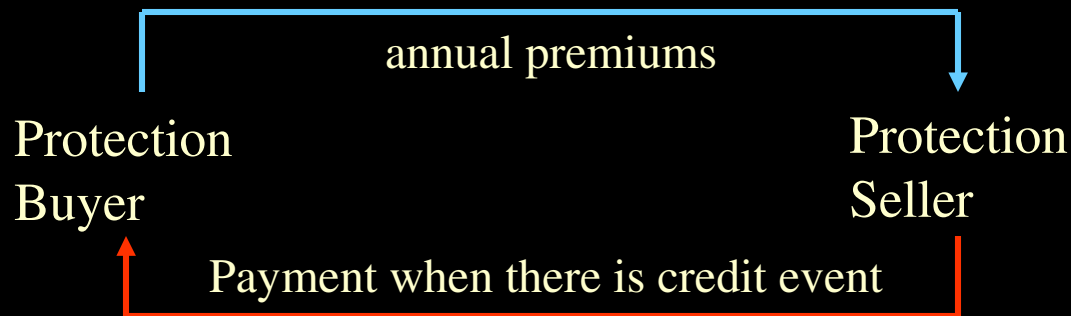 annual premiums
Protection
Buyer
Protection
Seller
Payment when there is credit event